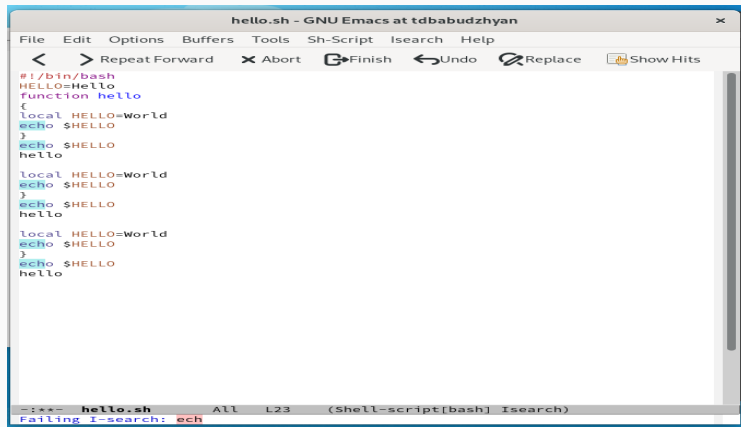 hello.sh - GNU Emacs at tdbabudzhyan ×
File Edit Options Buffers Tools Sh-Script Isearch Help
Repeat Forward Abort Finish Undo Replace Show Hits
#!/bin/bash
HELLO=Hello
function hello
{
local HELLO=World
echo $HELLO
}
echo $HELLO
hello

local HELLO=World
echo $HELLO
}
echo $HELLO
hello

local HELLO=World
echo $HELLO
}
echo $HELLO
hello
-:**- hello.sh All L23 (Shell-script[bash] Isearch)
Failing I-search: ech